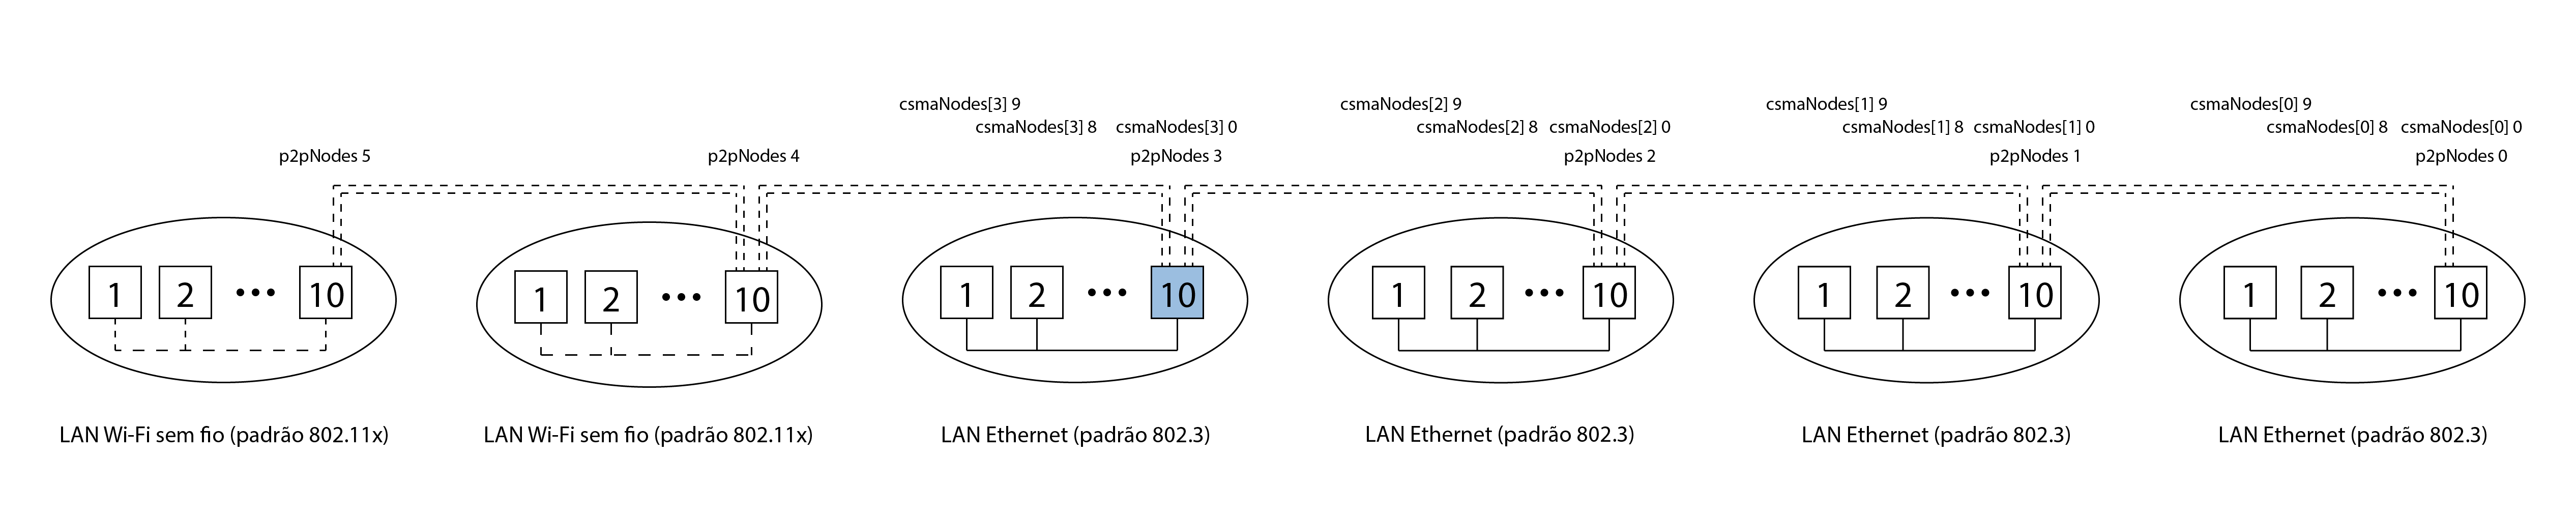 csmaNodes[3] 9 csmaNodes[2] 9 csmaNodes[1] 9 csmaNodes[0] 9
csmaNodes[3] 8 csmaNodes[3] 0 csmaNodes[2] 8 csmaNodes[2] 0 csmaNodes[1] 8 csmaNodes[1] 0 csmaNodes[0] 8 csmaNodes[0] 0
p2pNodes 5 p2pNodes 4 p2pNodes 3 p2pNodes 2 p2pNodes 1 p2pNodes 0
1 2 ••• 10 1 2 ••• 10 1 2 ••• 10 1 2 ••• 10 1 2 ••• 10 1 2 ••• 10
LAN Wi-Fi sem fio (padrão 802.11x) LAN Wi-Fi sem fio (padrão 802.11x) LAN Ethernet (padrão 802.3) LAN Ethernet (padrão 802.3) LAN Ethernet (padrão 802.3) LAN Ethernet (padrão 802.3)